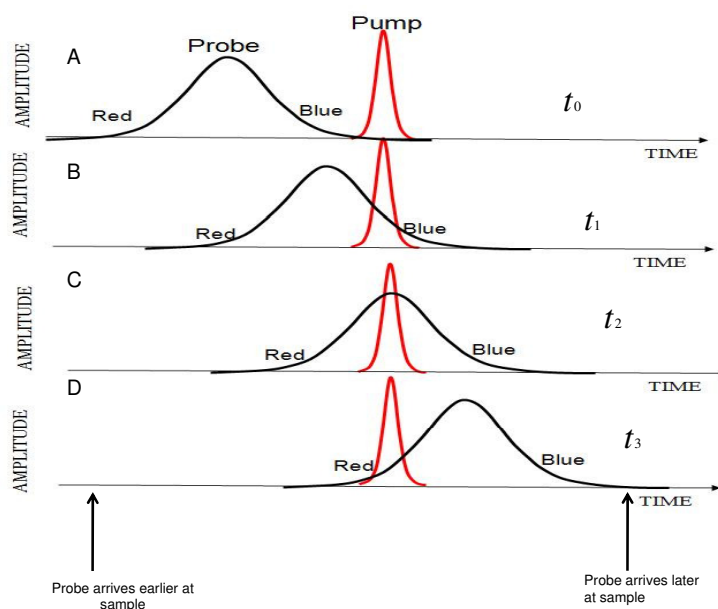 Pump
A
Probe
AMPLITUDE
Red
Blue
t0
TIME
B
AMPLITUDE
Red
Blue
t1
TIME
C
AMPLITUDE
Red
Blue
t2
TIME
D
AMPLITUDE
Red
Blue
t3
TIME
Probe arrives earlier at
sample
Probe arrives later
at sample